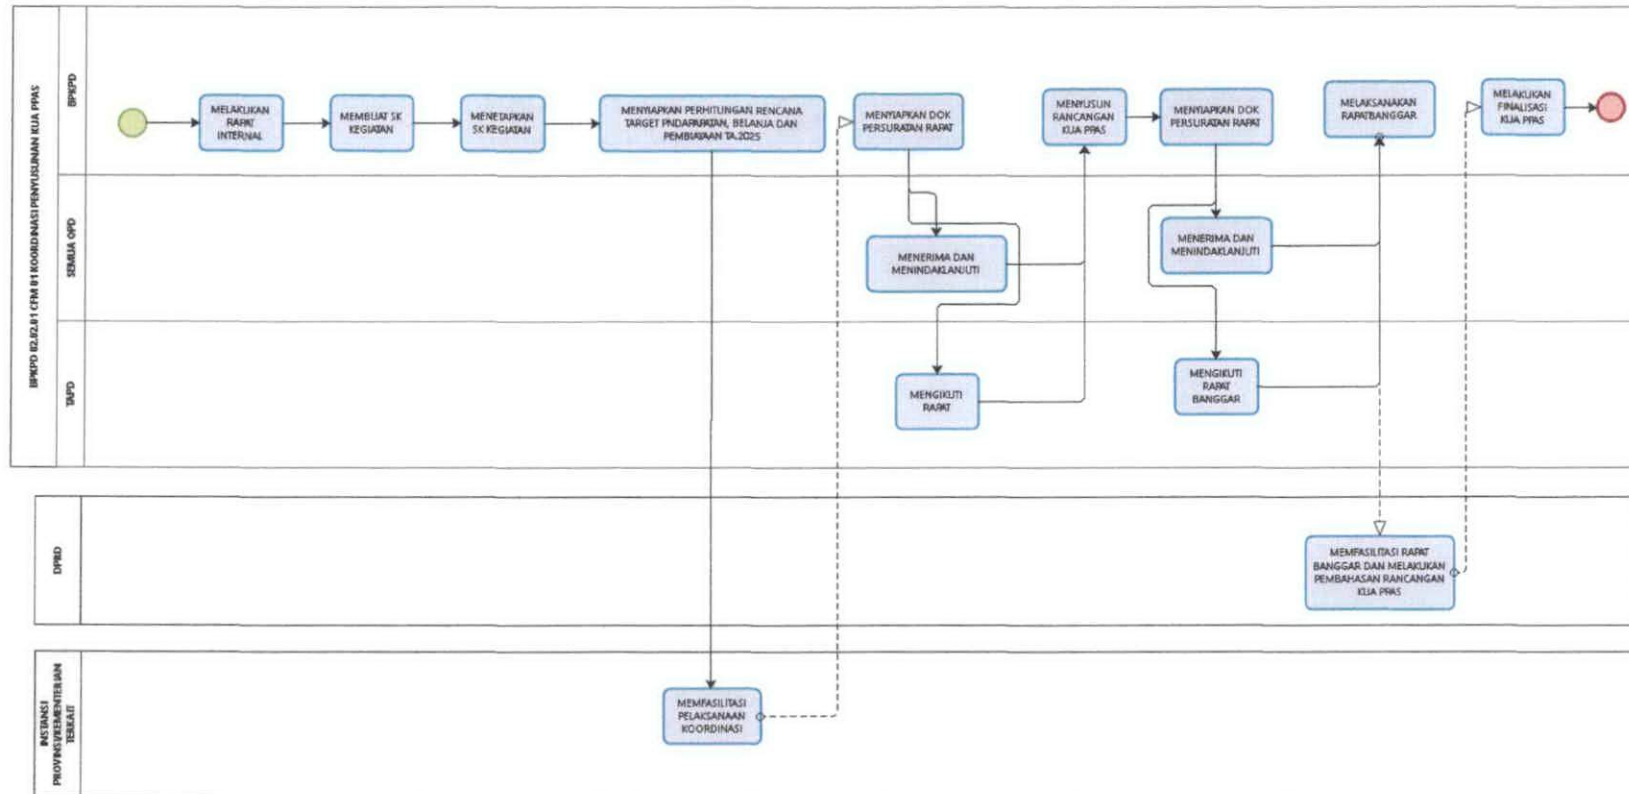 BPKPD 02.02.01 CFM 01 KOORDINASI PENYUSUNAN KUA PPAS
BPKPD
MELAKUKAN
RAPAT
INTERNAL
MEMBUAT SK
KEGIATAN
MENETAPKAN
SK KEGIATAN
MENYIAPKAN PERHITUNGAN RENCANA
TARGET PNDAPAPATAN, BELANJA DAN
PEMBIAYAAN TA.2025
MENYIAPKAN DOK
PERSURATAN RAPAT
MENYUSUN
RANCANGAN
KUA PPAS
MENYIAPKAN DOK
PERSURATAN RAPAT
MELAKSANAKAN
RAPATBANGGAR
MELAKUKAN
FINALISASI
KUA PPAS
SEMUA OPD
MENERIMA DAN
MENINDAKLANJUTI
MENERIMA DAN
MENINDAKLANJUTI
TAPD
MENGIKUTI
RAPAT
MENGIKUTI
RAPAT
BANGGAR
DPRD
MEMFASILITASI RAPAT
BANGGAR DAN MELAKUKAN
PEMBAHASAN RANCANGAN
KUA PPAS
INSTANSI
PROVINSI/KEMENTERIAN
TERKAIT
MEMFASILITASI
PELAKSANAAN
KOORDINASI